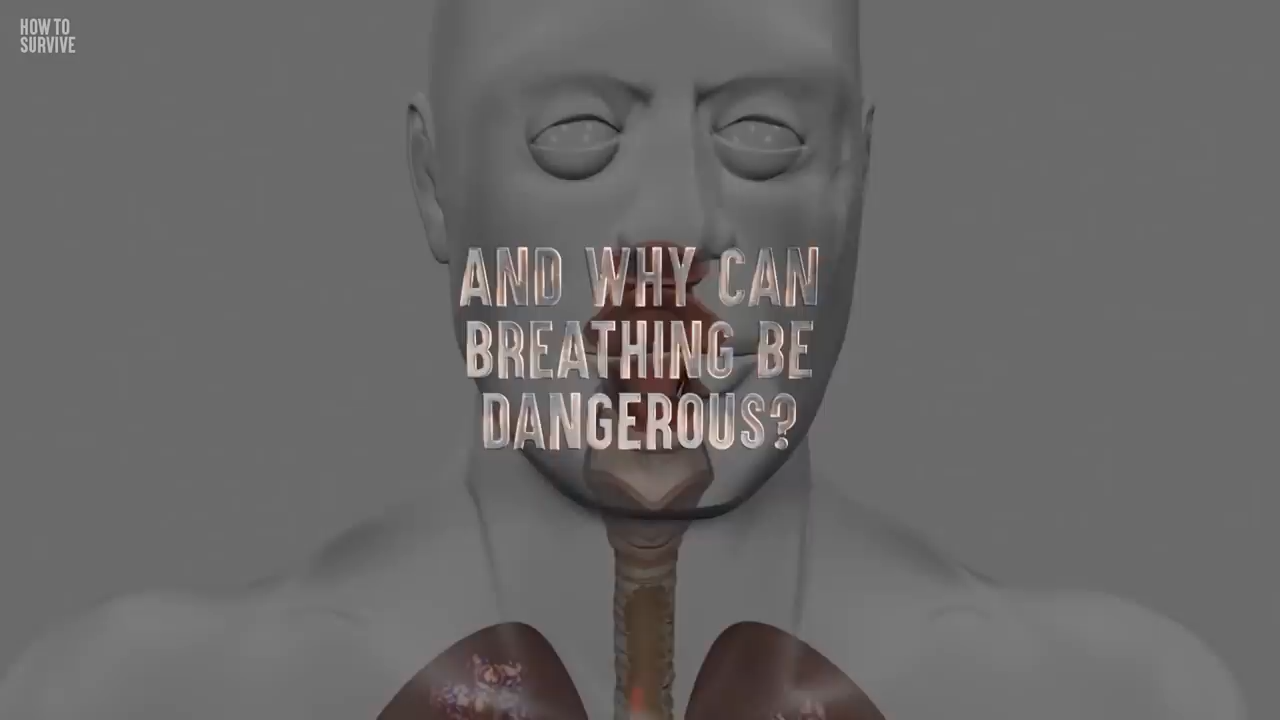 HOW TO
SURVIVE
AND WHY CAN
BREATHING BE
DANGEROUS?